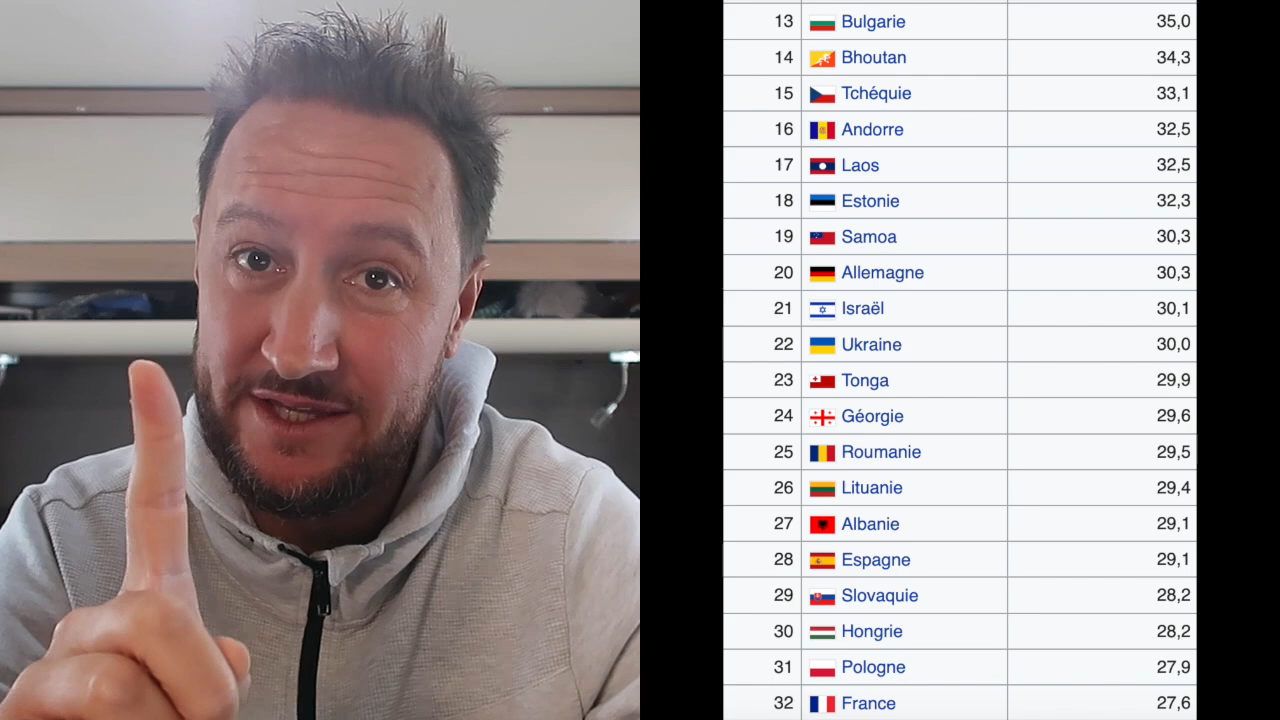 13 Bulgarie 35,0
14 Bhoutan 34,3
15 Tchéquie 33,1
16 Andorre 32,5
17 Laos 32,5
18 Estonie 32,3
19 Samoa 30,3
20 Allemagne 30,3
21 Israël 30,1
22 Ukraine 30,0
23 Tonga 29,9
24 Géorgie 29,6
25 Roumanie 29,5
26 Lituanie 29,4
27 Albanie 29,1
28 Espagne 29,1
29 Slovaquie 28,2
30 Hongrie 28,2
31 Pologne 27,9
32 France 27,6